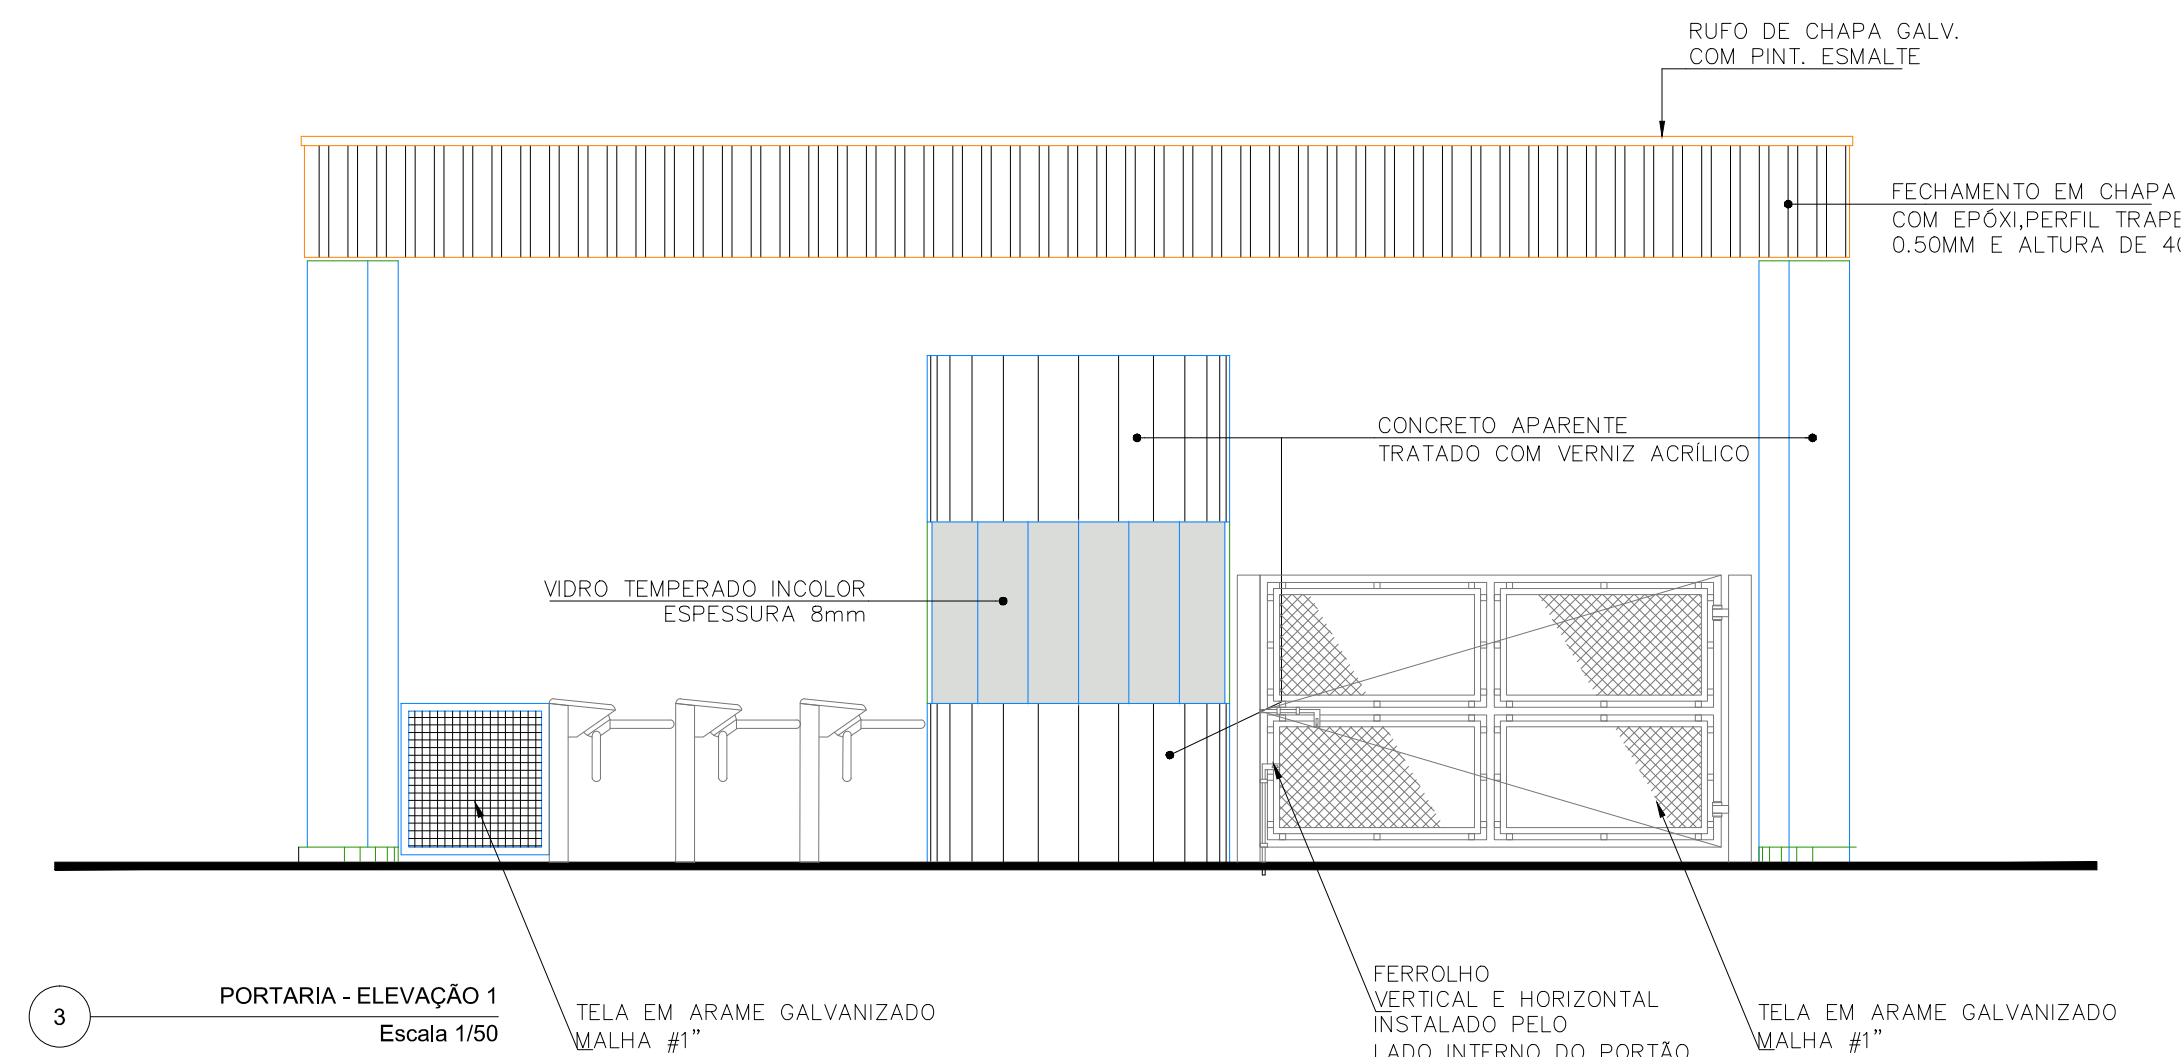 RUFO DE CHAPA GALV.
COM PINT. ESMALTE
FECHAMENTO EM CHAPA
COM EPÓXI,PERFIL
0.50MM E ALTURA DE
CONCRETO APARENTE
TRATADO COM VERNIZ ACRÍLICO
VIDRO TEMPERADO INCOLOR
ESPESSURA 8mm
FERROLHO
VERTICAL E HORIZONTAL
INSTALADO PELO
LADO INTERNO DO PORTÃO
TELA EM ARAME GALVANIZADO
MALHA #1"
TELA EM ARAME GALVANIZADO
MALHA #1"
3
PORTARIA - ELEVAÇÃO 1
Escala 1/50